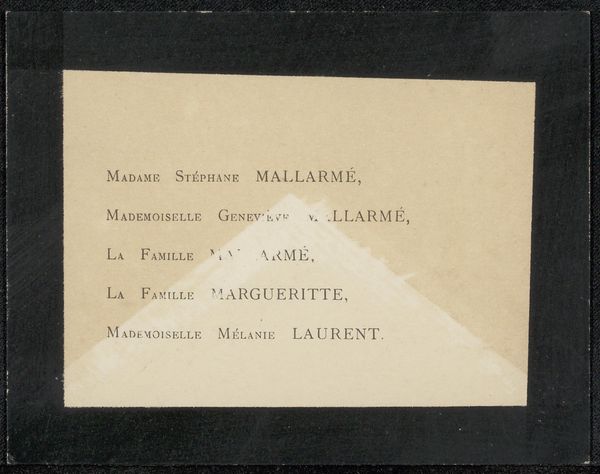 Madame Stéphane MALLARMÉ,
Mademoiselle Geneviève MALLARMÉ,
La Famille MALLARMÉ,
La Famille MARGUERITTE,
Mademoiselle Mélanie LAURENT.